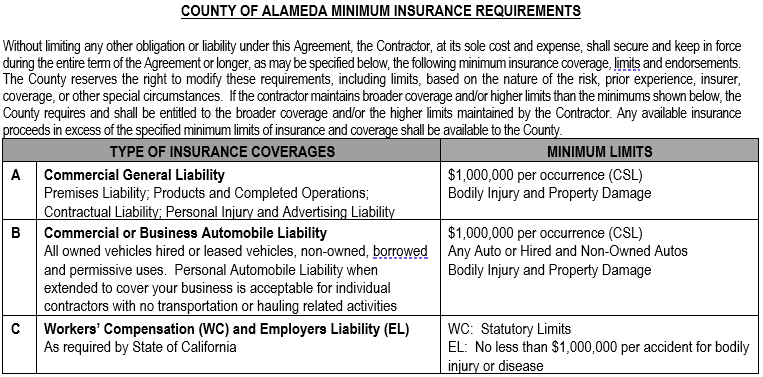 COUNTY OF ALAMEDA MINIMUM INSURANCE REQUIREMENTS
Without limiting any other obligation or liability under this Agreement, the Contractor, at its sole cost and expense, shall secure and keep in force
during the entire term of the Agreement or longer, as may be specified below, the following minimum insurance coverage, limits and endorsements.
The County reserves the right to modify these requirements, including limits, based on the nature of the risk, prior experience, insurer,
coverage, or other special circumstances. If the contractor maintains broader coverage and/or higher limits than the minimums shown below, the
County requires and shall be entitled to the broader coverage and/or the higher limits maintained by the Contractor. Any available insurance
proceeds in excess of the specified minimum limits of insurance and coverage shall be available to the County.
TYPE OF INSURANCE COVERAGES
MINIMUM LIMITS
A
Commercial General Liability
Premises Liability; Products and Completed Operations;
Contractual Liability; Personal Injury and Advertising Liability
$1,000,000 per occurrence (CSL)
Bodily Injury and Property Damage
B
Commercial or Business Automobile Liability
All owned vehicles hired or leased vehicles, non-owned, borrowed
and permissive uses. Personal Automobile Liability when
extended to cover your business is acceptable for individual
contractors with no transportation or hauling related activities
$1,000,000 per occurrence (CSL)
Any Auto or Hired and Non-Owned Autos
Bodily Injury and Property Damage
C
Workers' Compensation (WC) and Employers Liability (EL)
As required by State of California
WC: Statutory Limits
EL: No less than $1,000,000 per accident for bodily
injury or disease